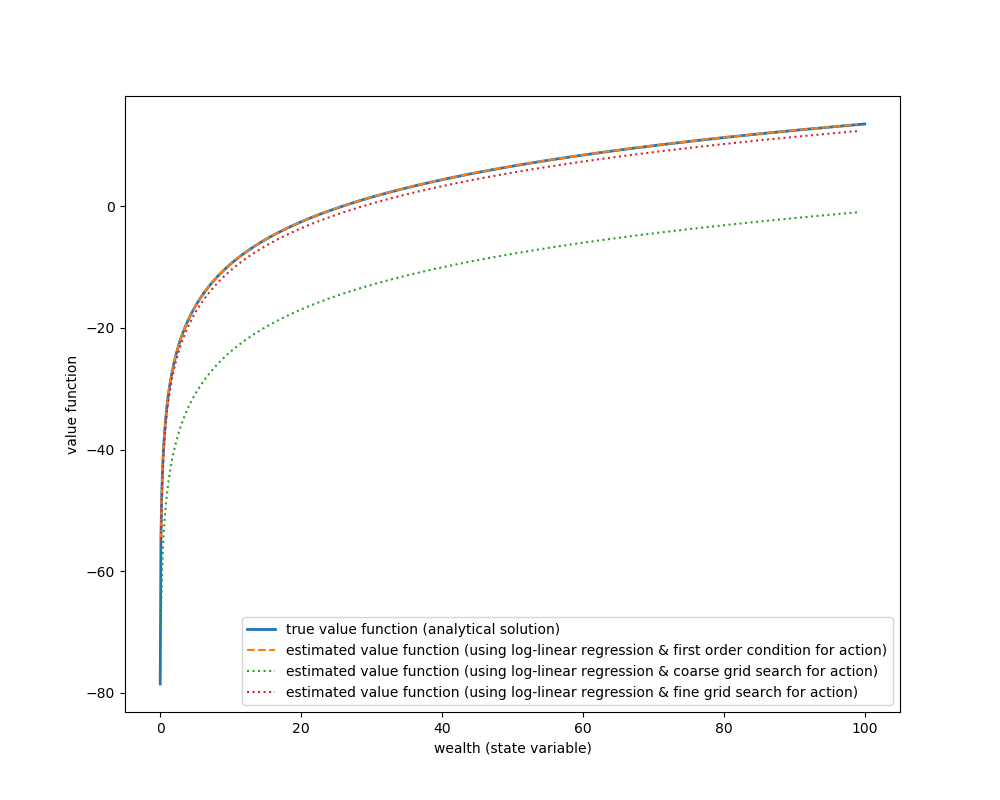 0
−20
−40
−60
−80
value function
true value function (analytical solution)
estimated value function (using log-linear regression & first order condition for action)
estimated value function (using log-linear regression & coarse grid search for action)
estimated value function (using log-linear regression & fine grid search for action)
0 20 40 60 80 100
wealth (state variable)